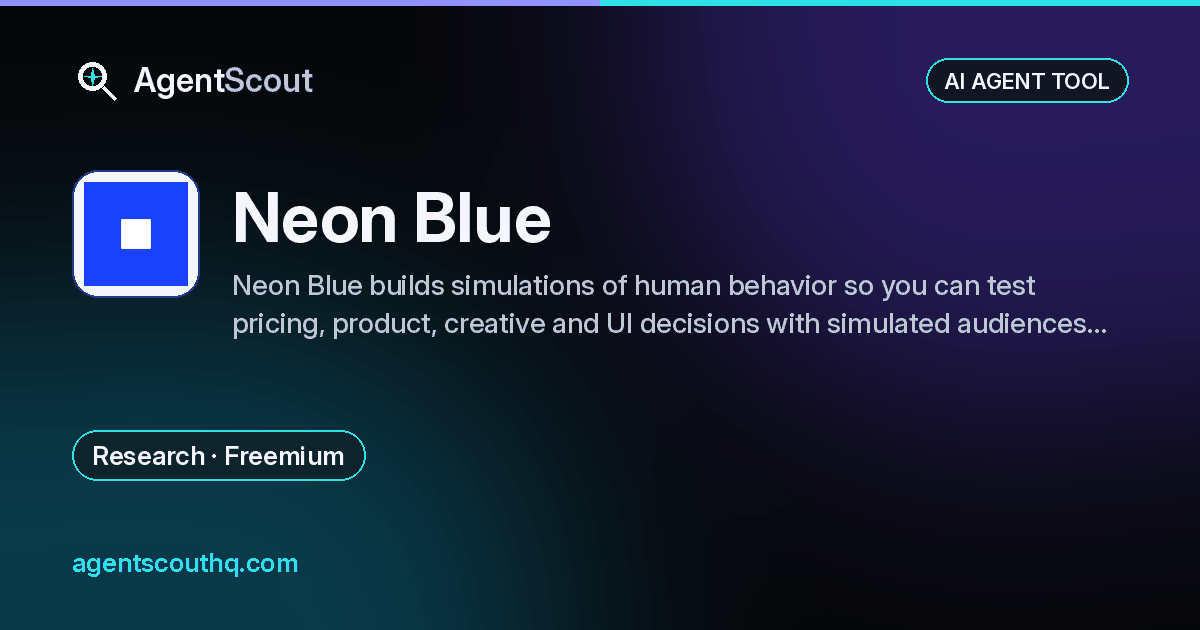 AgentScout
AI AGENT TOOL
Neon Blue
Neon Blue builds simulations of human behavior so you can test
pricing, product, creative and UI decisions with simulated audiences…
Research · Freemium
agentscouthq.com